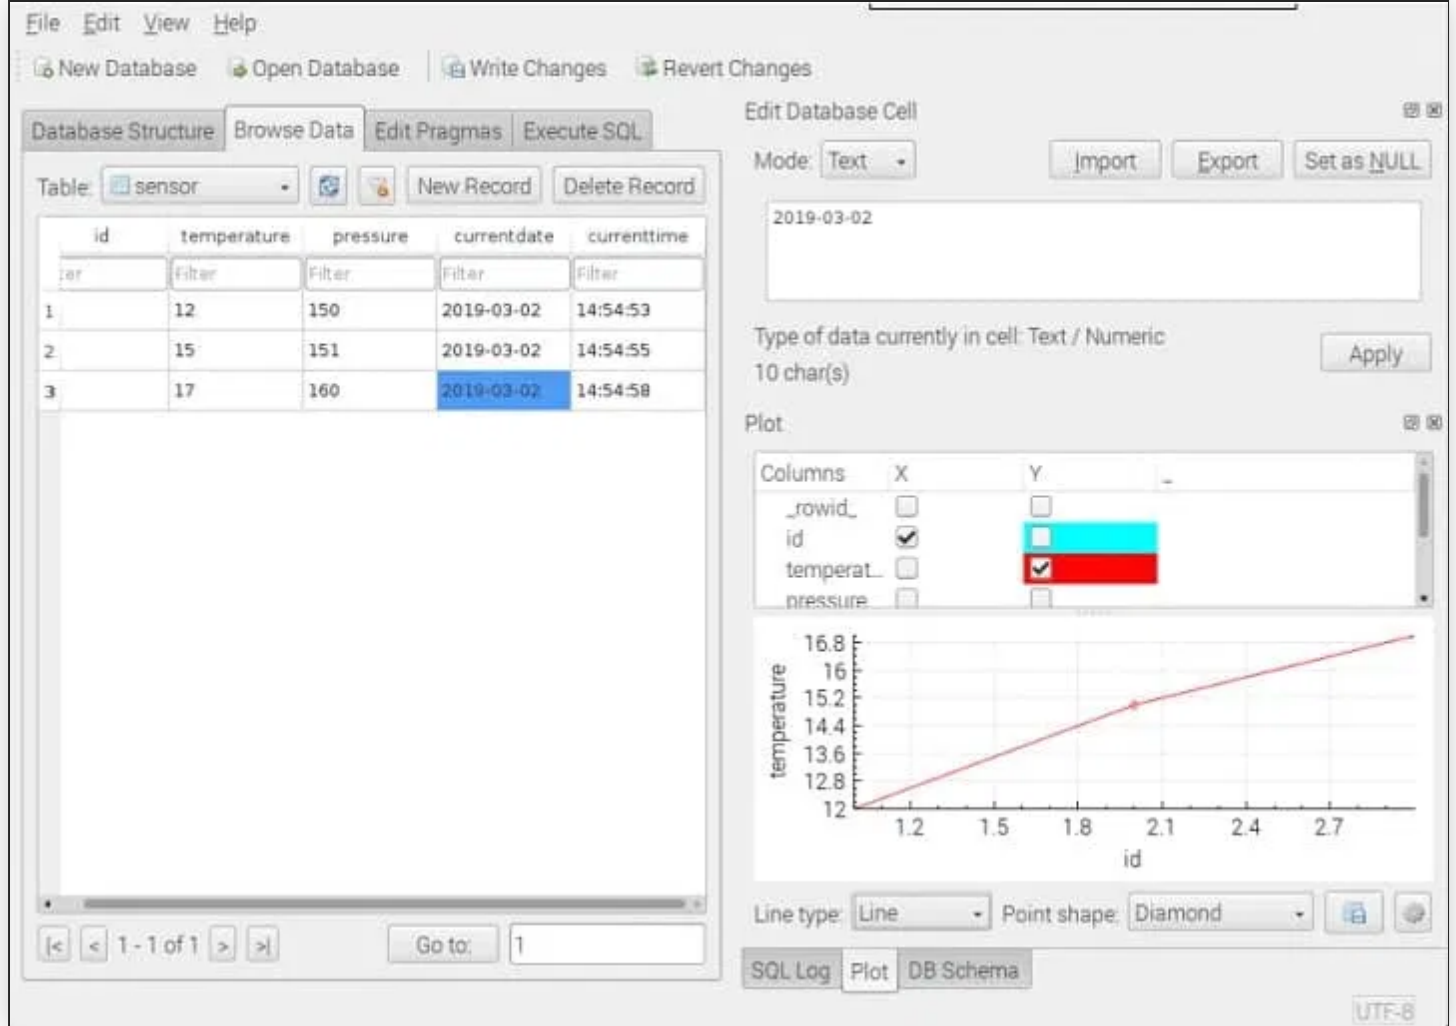 File Edit View Help
New Database Open Database Write Changes Revert Changes
Database Structure Browse Data Edit Pragmas Execute SQL
Table: sensor New Record Delete Record
id temperature pressure currentdate currenttime
ter Filter Filter Filter Filter
1 12 150 2019-03-02 14:54:53
2 15 151 2019-03-02 14:54:55
3 17 160 2019-03-02 14:54:58
|< < 1 - 1 of 1 > >| Go to: 1
Edit Database Cell
Mode: Text Import Export Set as NULL
2019-03-02
Type of data currently in cell: Text / Numeric
10 char(s)
Apply
Plot
Columns X Y _
_rowid_
id
temperat...
pressure
temperature
16.8
16
15.2
14.4
13.6
12.8
12
1.2 1.5 1.8 2.1 2.4 2.7
id
Line type: Line Point shape: Diamond
SQL Log Plot DB Schema
UTF-8